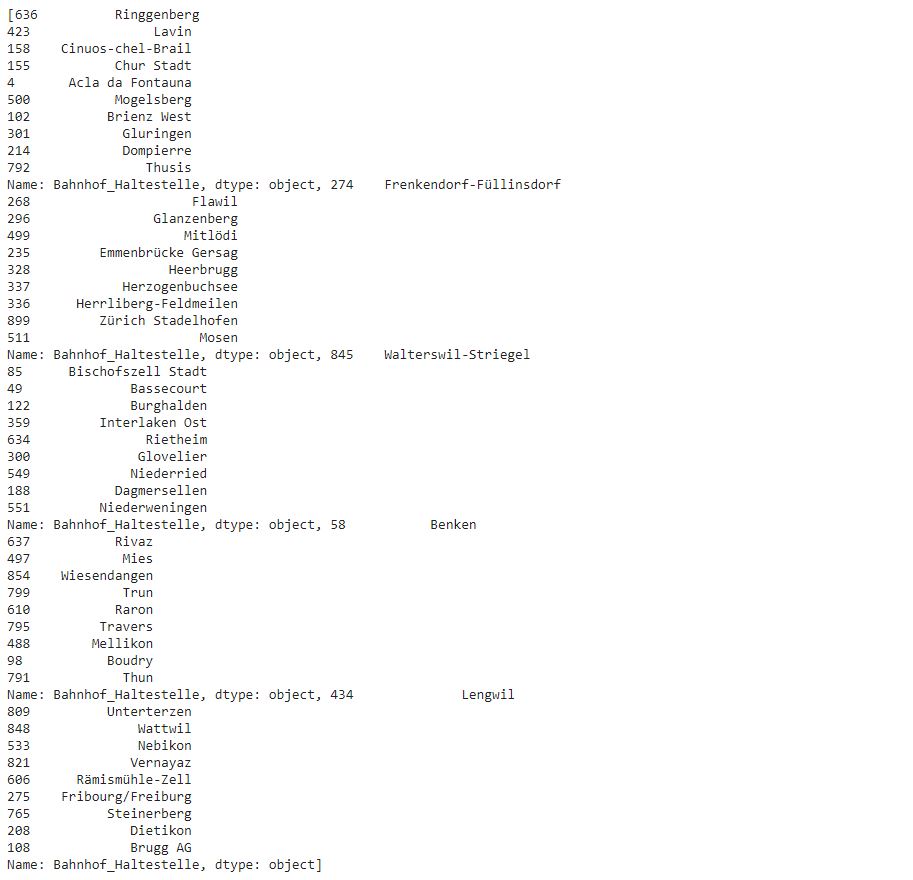 [636          Ringgenberg
423                Lavin
158    Cinuos-chel-Brail
155           Chur Stadt
4       Acla da Fontauna
500           Mogelsberg
102          Brienz West
301            Gluringen
214            Dompierre
792               Thusis
Name: Bahnhof_Haltestelle, dtype: object, 274    Frenkendorf-Füllinsdorf
268                     Flawil
296                Glanzenberg
499                    Mitlödi
235         Emmenbrücke Gersag
328                  Heerbrugg
337            Herzogenbuchsee
336      Herrliberg-Feldmeilen
899         Zürich Stadelhofen
511                      Mosen
Name: Bahnhof_Haltestelle, dtype: object, 845    Walterswil-Striegel
85      Bischofszell Stadt
49              Bassecourt
122             Burghalden
359         Interlaken Ost
634               Rietheim
300              Glovelier
549             Niederried
188           Dagmersellen
551         Niederweningen
Name: Bahnhof_Haltestelle, dtype: object, 58           Benken
637           Rivaz
497            Mies
854    Wiesendangen
799            Trun
610           Raron
795         Travers
488        Mellikon
98           Boudry
791            Thun
Name: Bahnhof_Haltestelle, dtype: object, 434              Lengwil
809          Unterterzen
848              Wattwil
533              Nebikon
821             Vernayaz
606      Rämismühle-Zell
275    Fribourg/Freiburg
765          Steinerberg
208             Dietikon
108             Brugg AG
Name: Bahnhof_Haltestelle, dtype: object]